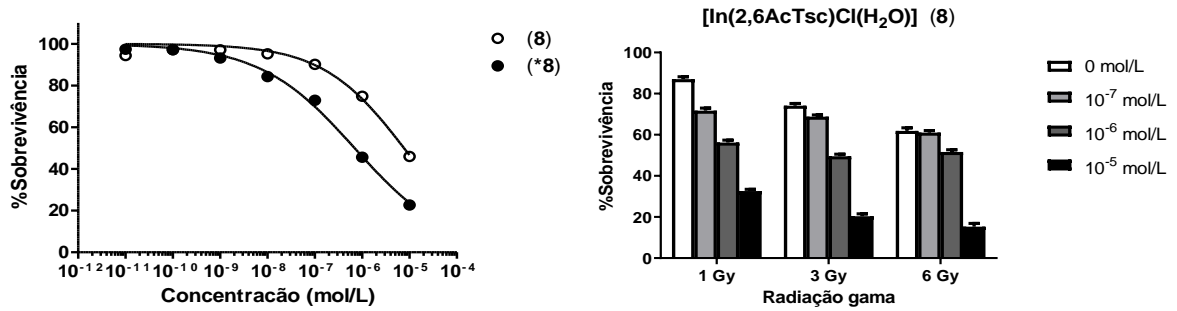 100
80
60
40
20
0
%Sobrevivência
10⁻¹² 10⁻¹¹ 10⁻¹⁰ 10⁻⁹ 10⁻⁸ 10⁻⁷ 10⁻⁶ 10⁻⁵ 10⁻⁴
Concentracão (mol/L)
(8)
(*8)
[In(2,6AcTsc)Cl(H₂O)] (8)
100
80
60
40
20
0
%Sobrevivência
1 Gy 3 Gy 6 Gy
Radiação gama
0 mol/L
10⁻⁷ mol/L
10⁻⁶ mol/L
10⁻⁵ mol/L